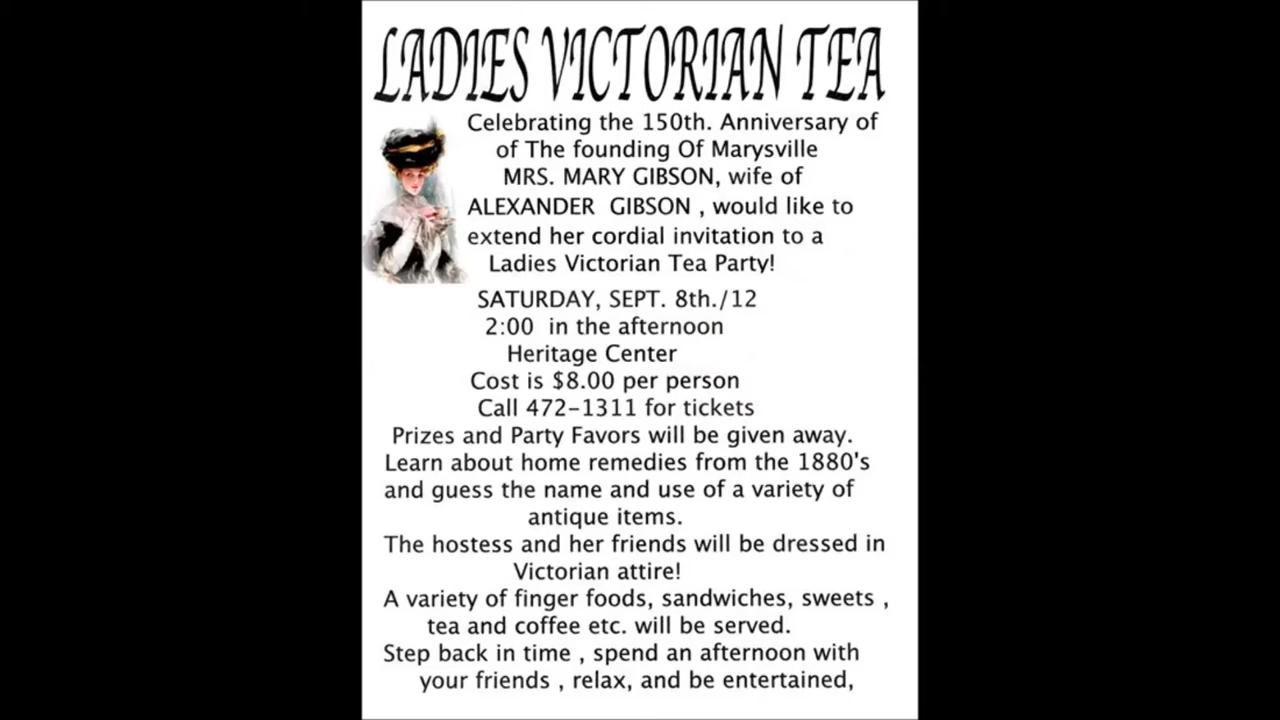 LADIES VICTORIAN TEA
Celebrating the 150th. Anniversary of
of The founding Of Marysville
MRS. MARY GIBSON, wife of
ALEXANDER GIBSON , would like to
extend her cordial invitation to a
Ladies Victorian Tea Party!
SATURDAY, SEPT. 8th./12
2:00 in the afternoon
Heritage Center
Cost is $8.00 per person
Call 472-1311 for tickets
Prizes and Party Favors will be given away.
Learn about home remedies from the 1880's
and guess the name and use of a variety of
antique items.
The hostess and her friends will be dressed in
Victorian attire!
A variety of finger foods, sandwiches, sweets ,
tea and coffee etc. will be served.
Step back in time , spend an afternoon with
your friends , relax, and be entertained,